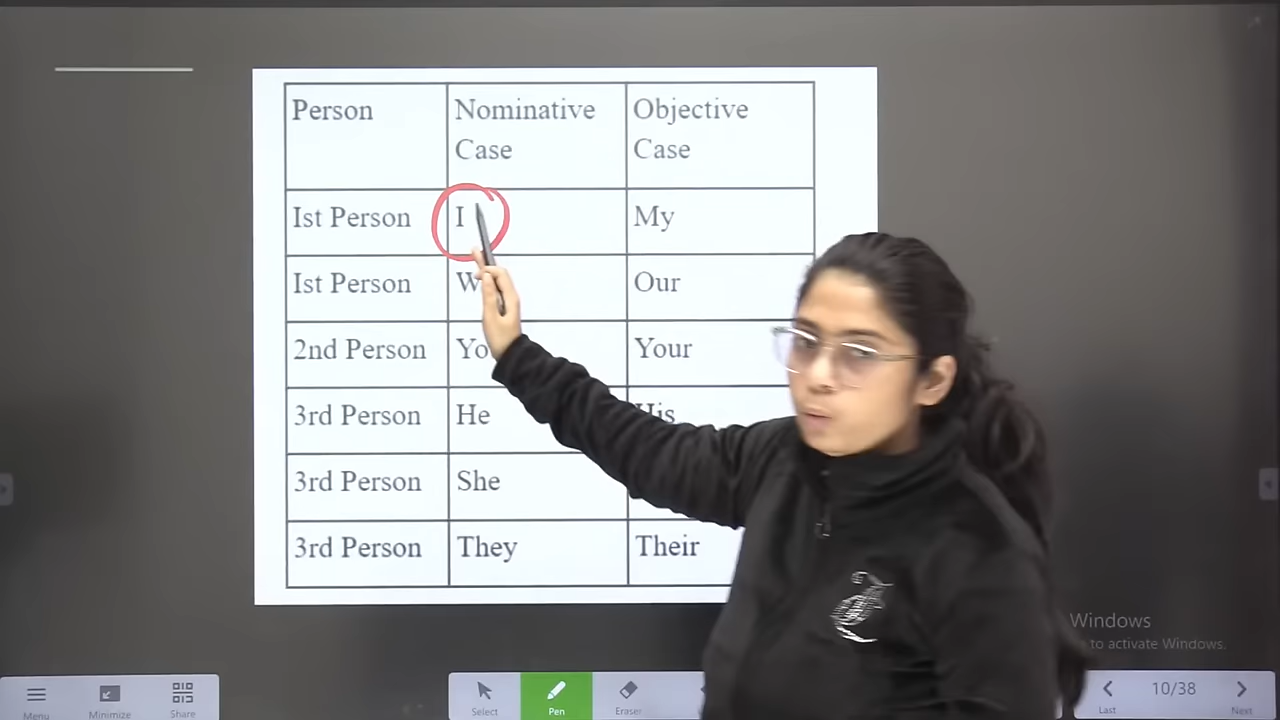 Person Nominative Case Objective Case
Ist Person I My
Ist Person Our
2nd Person Your
3rd Person He His
3rd Person She
3rd Person They Their
Windows
to activate Windows.
Menu Minimize Share Select Pen Eraser Last 10/38 Next